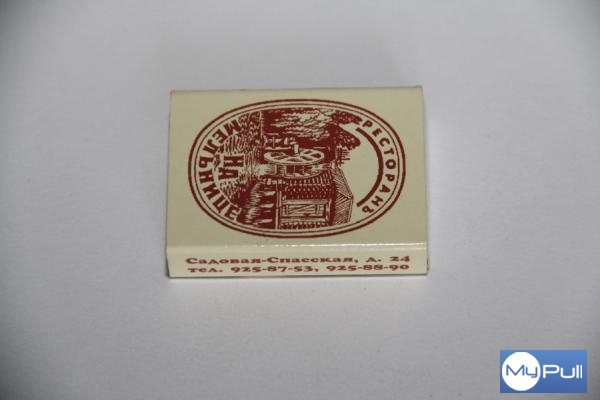 РЕСТОРАНЪ
НА
МЕЛЬНИЦЕ
Садовая-Спасская, д. 24
тел. 925-87-53, 925-88-90
MyPull